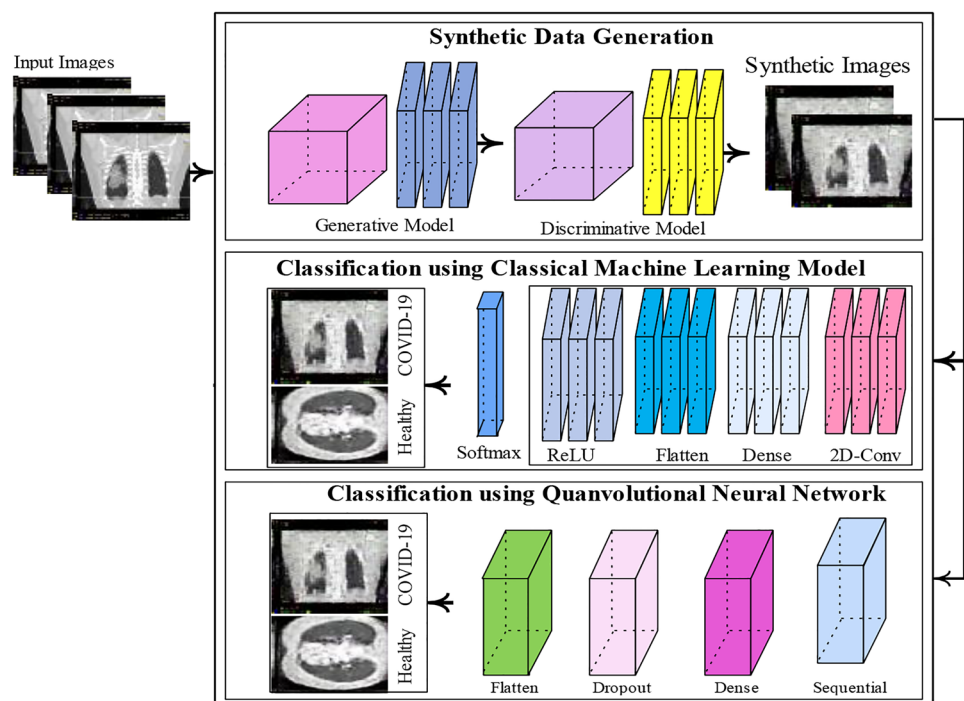 Synthetic Data Generation
Input Images
Synthetic Images
Generative Model
Discriminative Model
Classification using Classical Machine Learning Model
COVID-19
Healthy
Softmax
ReLU
Flatten
Dense
2D-Conv
Classification using Quanvolutional Neural Network
COVID-19
Healthy
Flatten
Dropout
Dense
Sequential